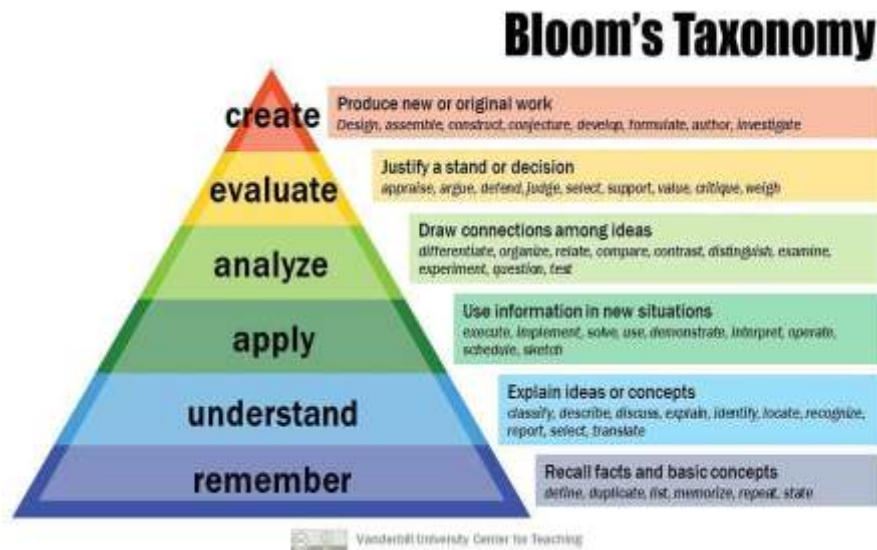 Bloom's Taxonomy
create
Produce new or original work
Design, assemble, construct, conjecture, develop, formulate, author, investigate
evaluate
Justify a stand or decision
appraise, argue, defend, judge, select, support, value, critique, weigh
analyze
Draw connections among ideas
differentiate, organize, relate, compare, contrast, distinguish, examine,
experiment, question, test
apply
Use information in new situations
execute, implement, solve, use, demonstrate, interpret, operate,
schedule, sketch
understand
Explain ideas or concepts
classify, describe, discuss, explain, identify, locate, recognize,
report, select, translate
remember
Recall facts and basic concepts
define, duplicate, list, memorize, repeat, state
Vanderbilt University Center for Teaching